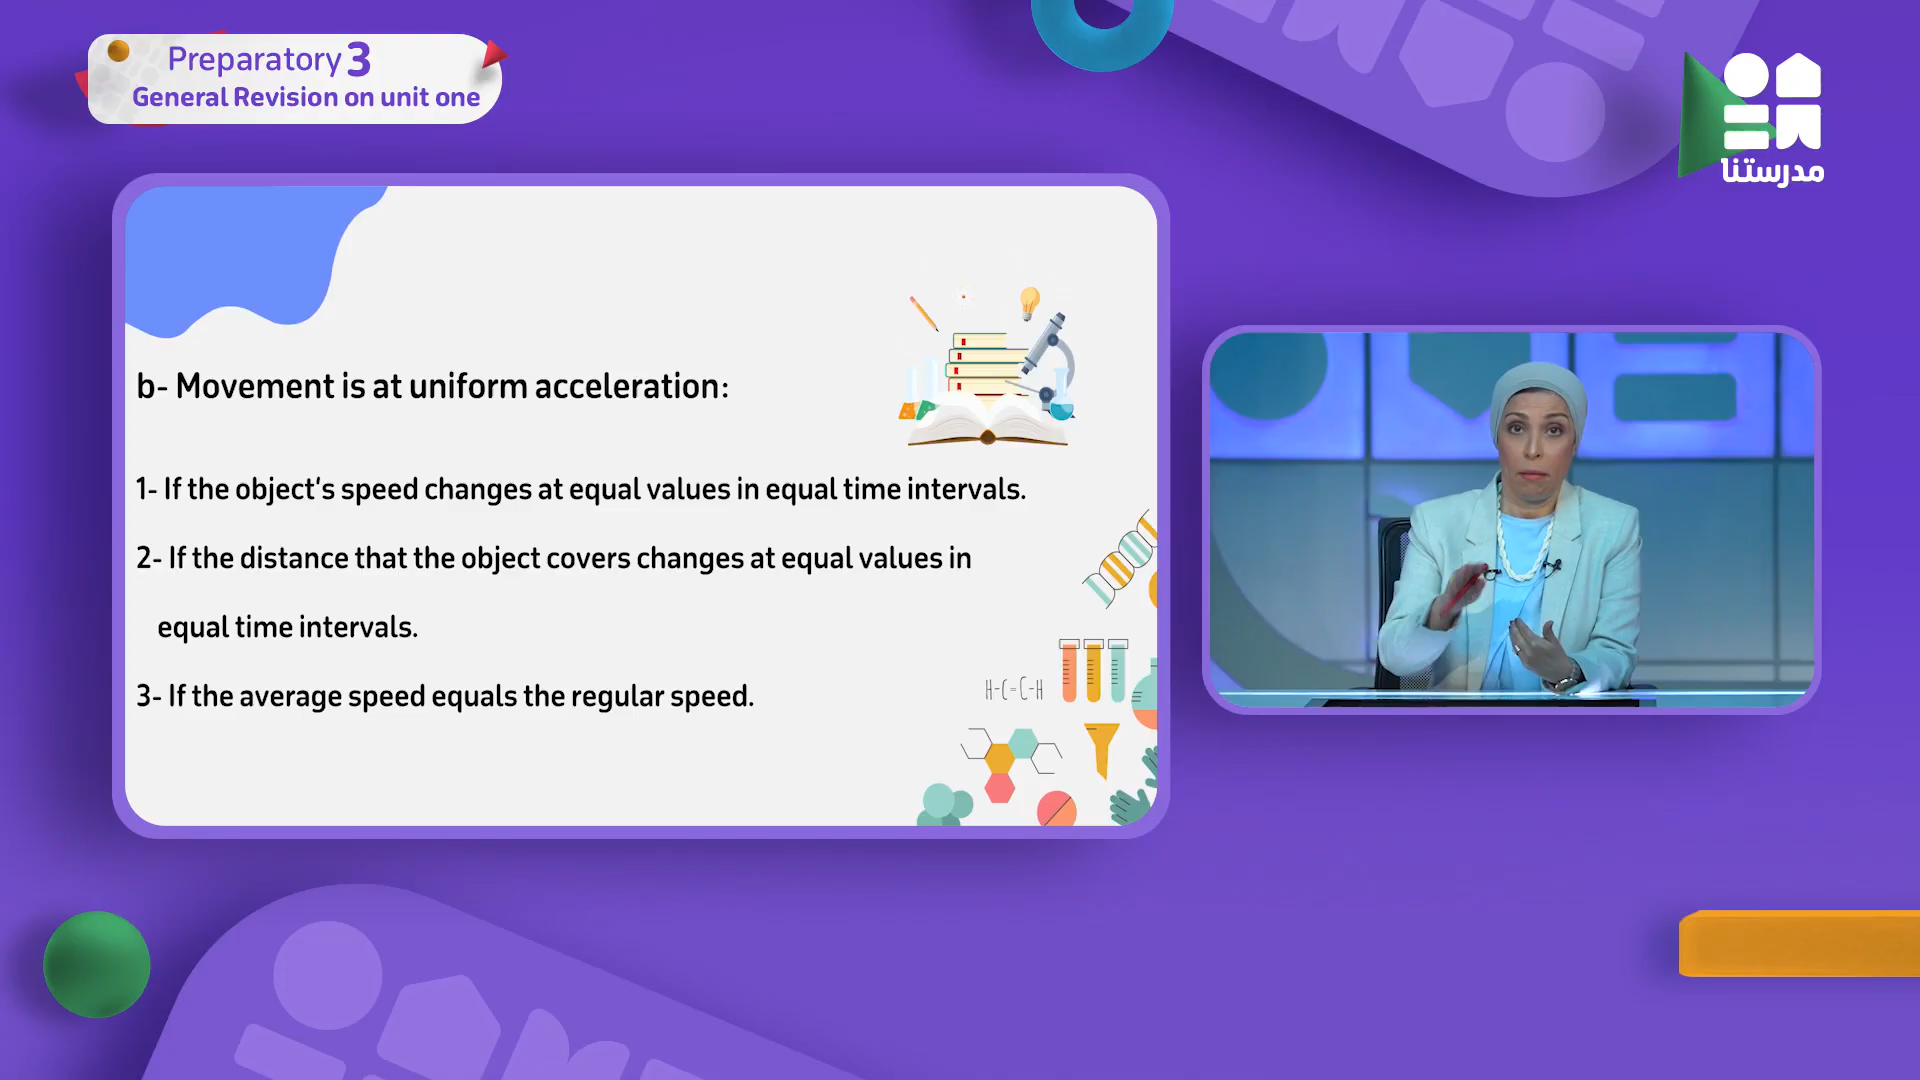 Preparatory 3
General Revision on unit one
مدرستنا
b- Movement is at uniform acceleration:
1- If the object's speed changes at equal values in equal time intervals.
2- If the distance that the object covers changes at equal values in
equal time intervals.
3- If the average speed equals the regular speed.
H-C=C-H